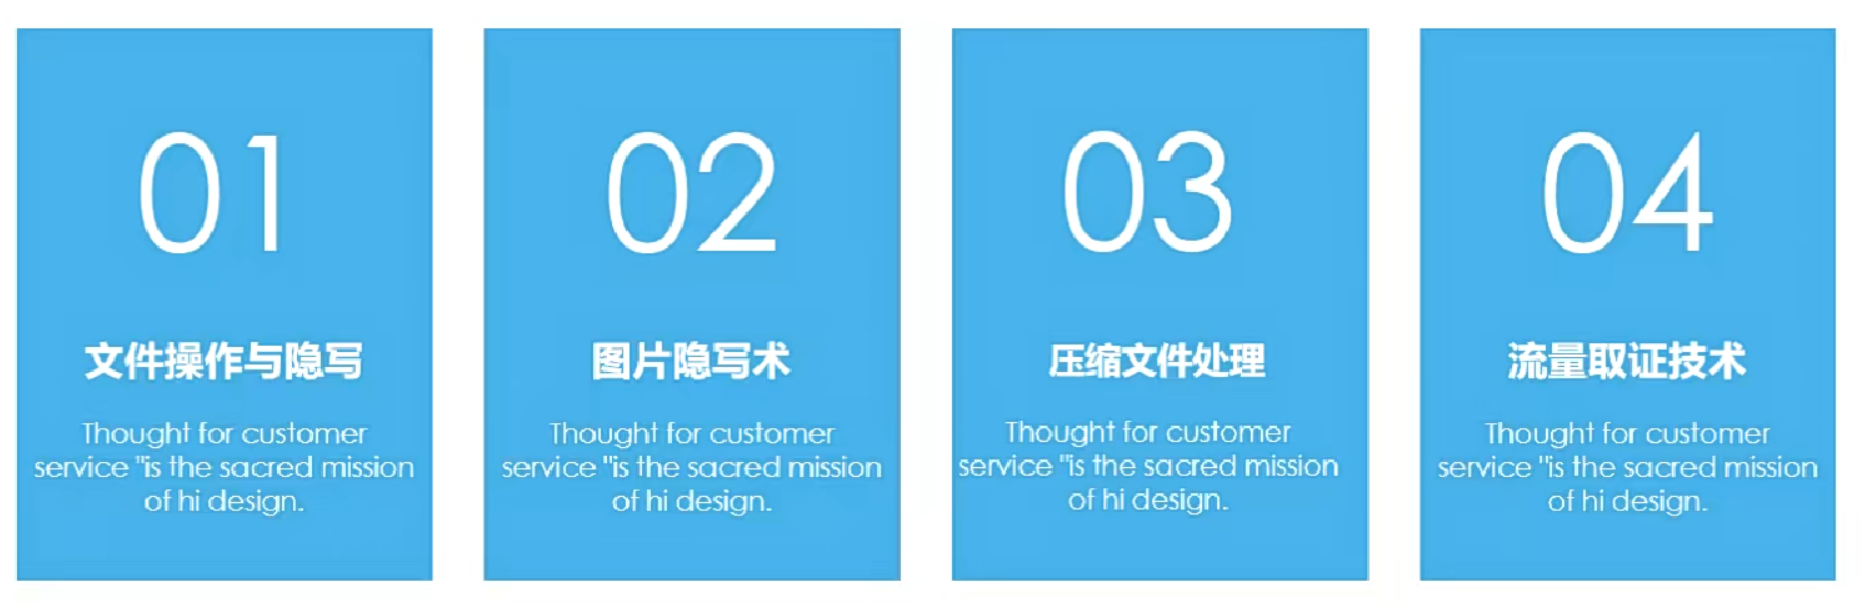 01
文件操作与隐写
Thought for customer
service "is the sacred mission
of hi design.
02
图片隐写术
Thought for customer
service "is the sacred mission
of hi design.
03
压缩文件处理
Thought for customer
service "is the sacred mission
of hi design.
04
流量取证技术
Thought for customer
service "is the sacred mission
of hi design.